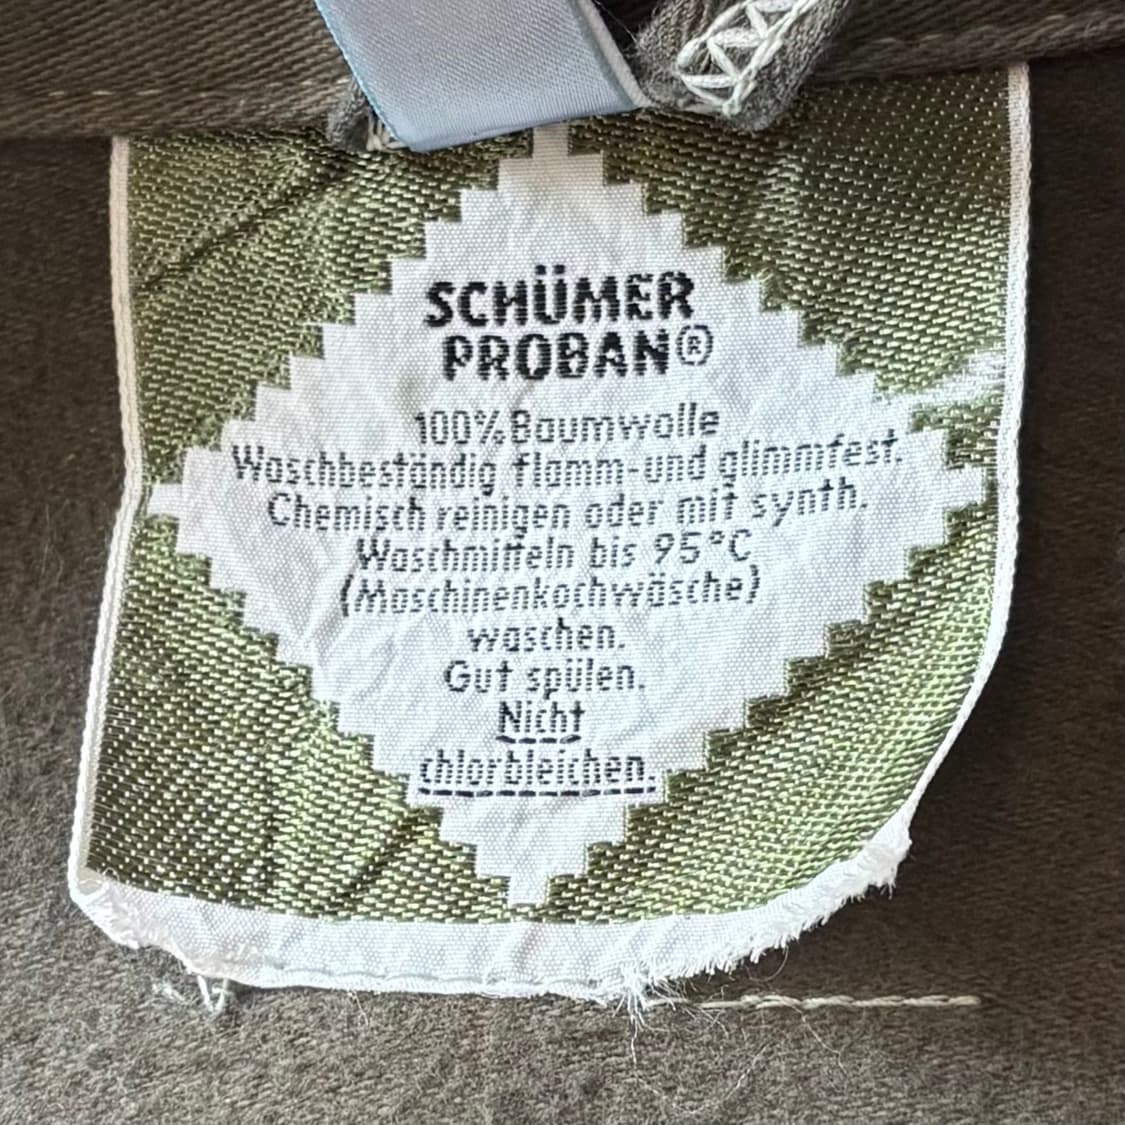 SCHÜMER
PROBAN®
100% Baumwolle
Waschbeständig flamm-und glimmfest.
Chemisch reinigen oder mit synth.
Waschmitteln bis 95°C
(Maschinenkochwäsche)
waschen.
Gut spülen.
Nicht
chlorbleichen.